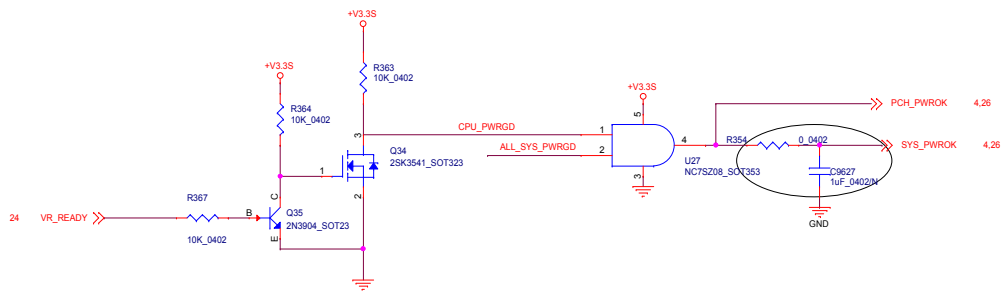 +V3.3S
R363
10K_0402
+V3.3S
R364
10K_0402
+V3.3S
5
PCH_PWROK 4,26
3
CPU_PWRGD
1
4
R354
0_0402
SYS_PWROK 4,26
Q34
2SK3541_SOT323
ALL_SYS_PWRGD
2
U27
NC7SZ08_SOT353
1
3
C9627
1uF_0402/N
2
R367
C
24 VR_READY
B
Q35
2N3904_SOT23
10K_0402
E
GND